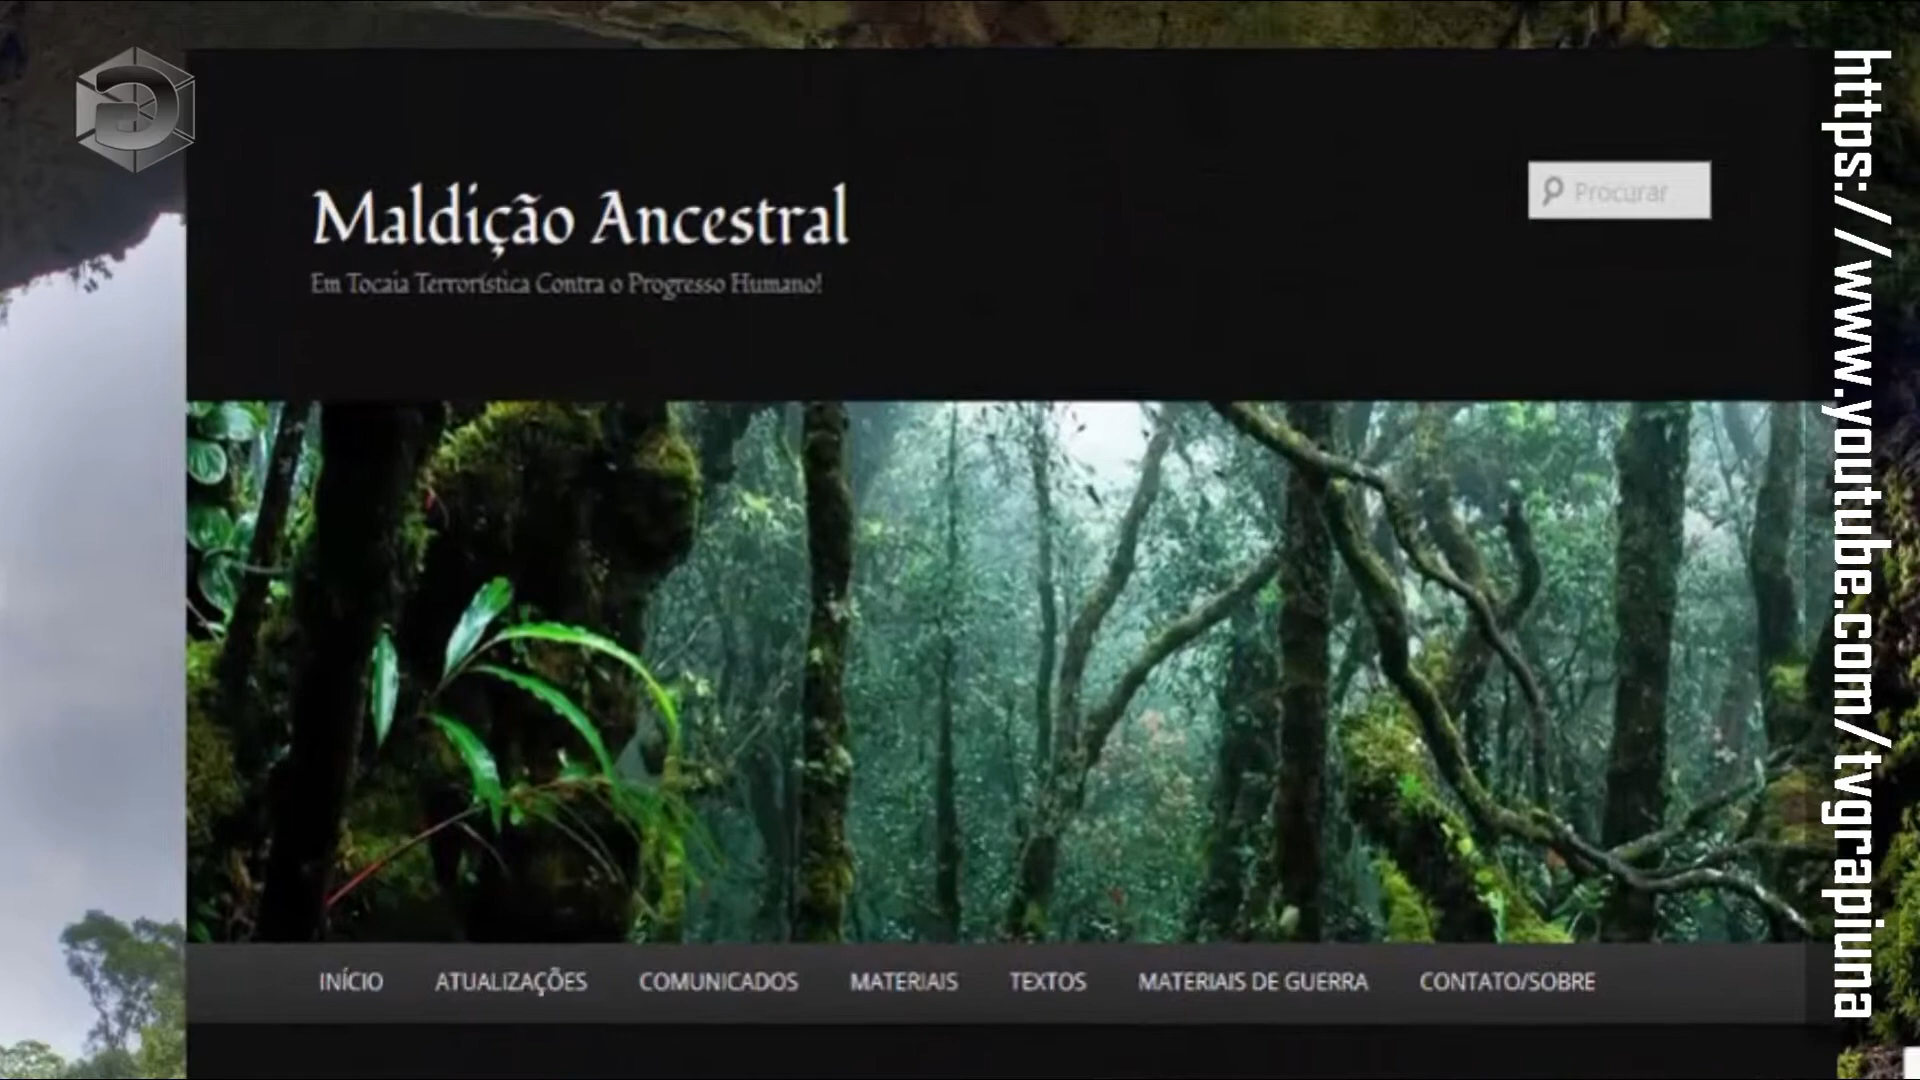 Maldição Ancestral
Em Tocaia Terrorística Contra o Progresso Humano!
Procurar
INÍCIO ATUALIZAÇÕES COMUNICADOS MATERIAIS TEXTOS MATERIAIS DE GUERRA CONTATO/SOBRE
https://www.youtube.com/tvgrapiuna